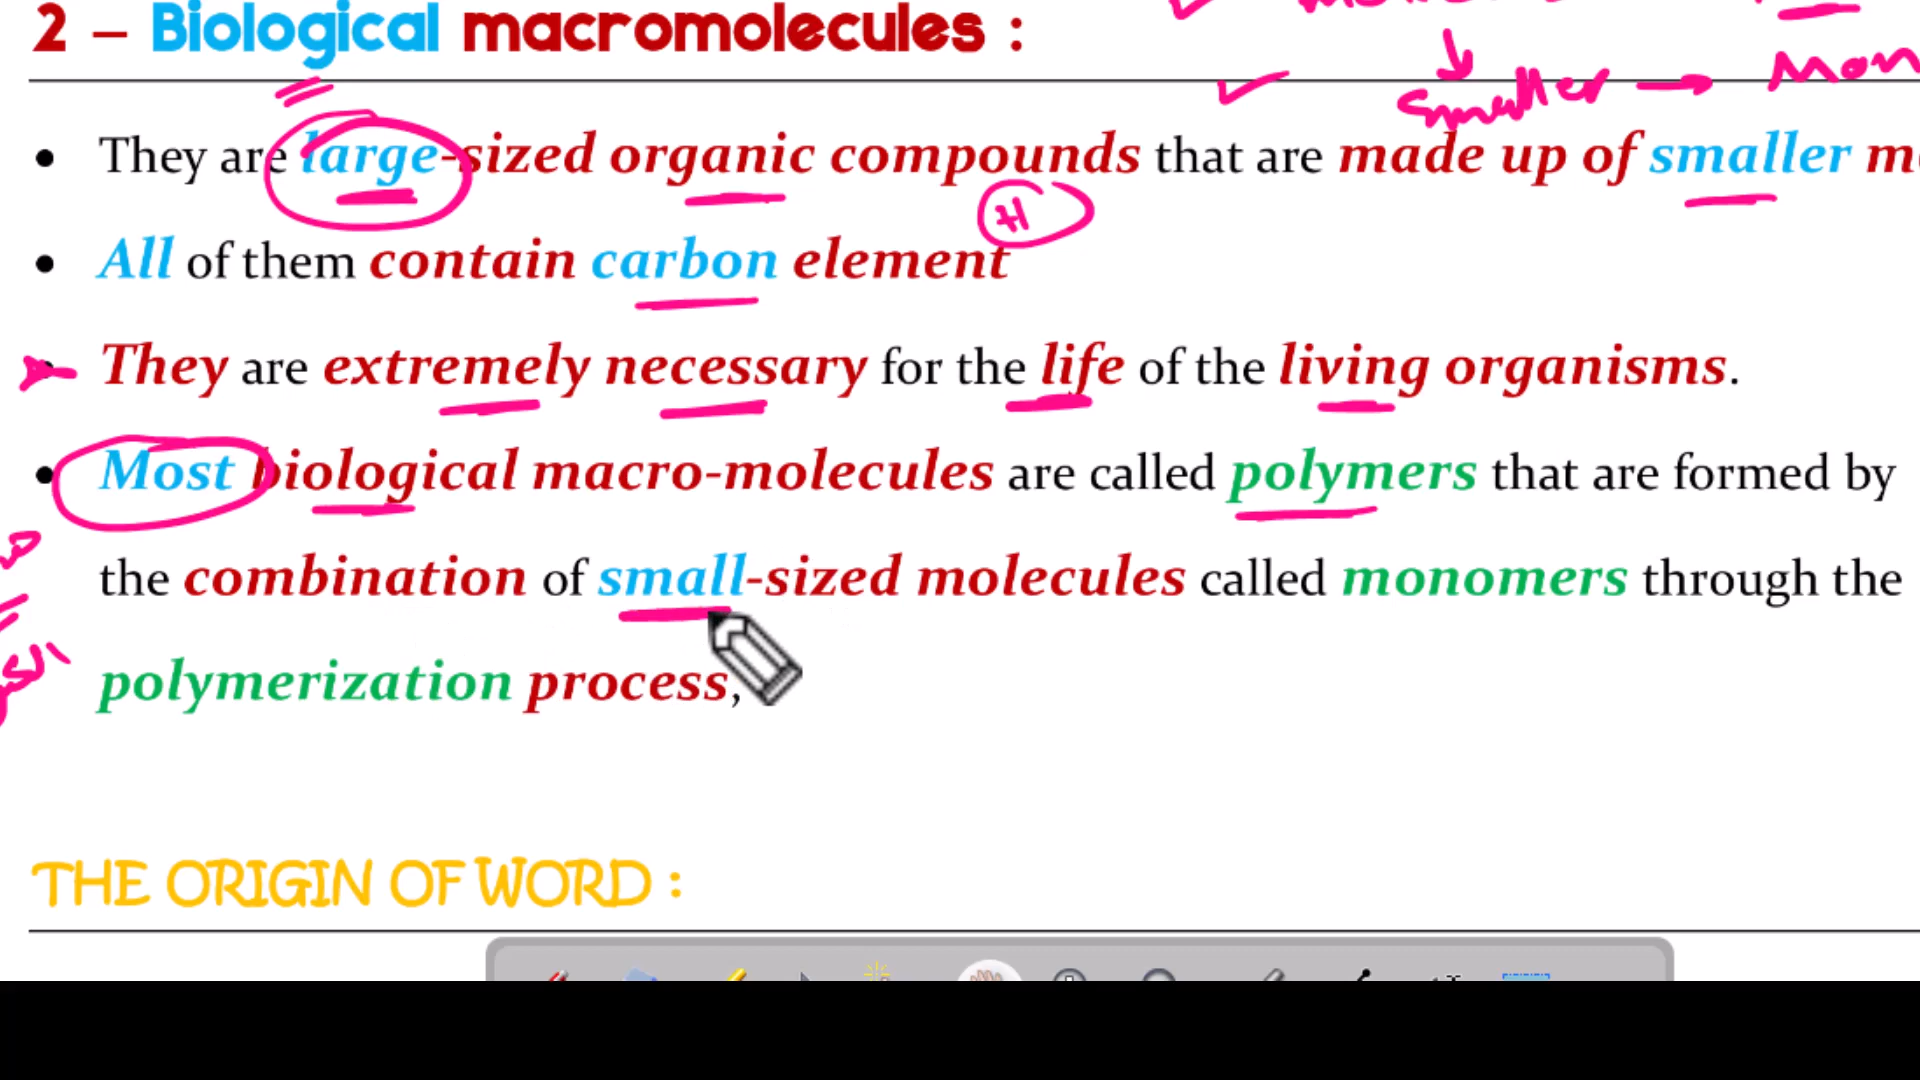 2 – Biological macromolecules :
smaller → Mon
• They are large-sized organic compounds that are made up of smaller
H
• All of them contain carbon element
• They are extremely necessary for the life of the living organisms.
• Most biological macro-molecules are called polymers that are formed by
the combination of small-sized molecules called monomers through the
polymerization process,
THE ORIGIN OF WORD :